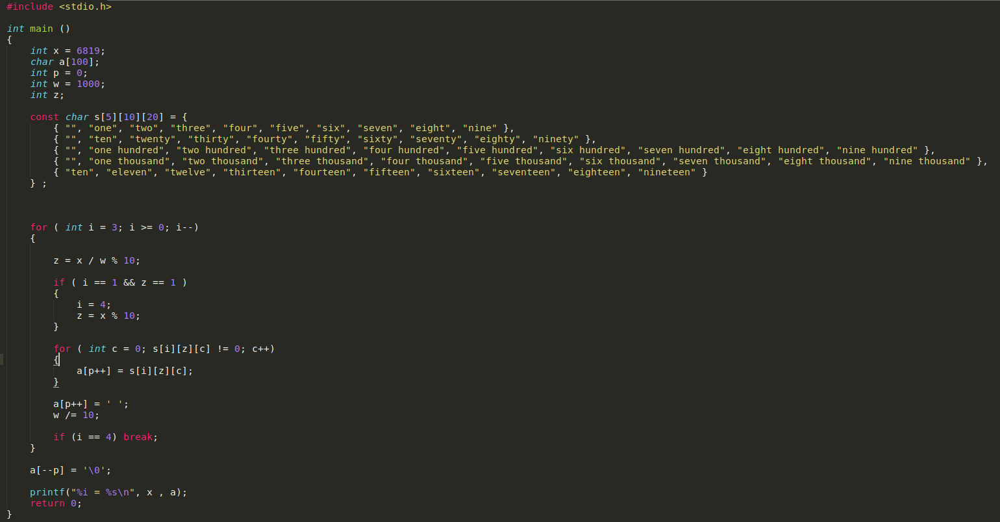 #include <stdio.h>

int main ()
{
    int x = 6819;
    char a[100];
    int p = 0;
    int w = 1000;
    int z;

    const char s[5][10][20] = {
        { "", "one", "two", "three", "four", "five", "six", "seven", "eight", "nine" },
        { "", "ten", "twenty", "thirty", "fourty", "fifty", "sixty", "seventy", "eighty", "ninety" },
        { "", "one hundred", "two hundred", "three hundred", "four hundred", "five hundred", "six hundred", "seven hundred", "eight hundred", "nine hundred" },
        { "", "one thousand", "two thousand", "three thousand", "four thousand", "five thousand", "six thousand", "seven thousand", "eight thousand", "nine thousand" },
        { "ten", "eleven", "twelve", "thirteen", "fourteen", "fifteen", "sixteen", "seventeen", "eighteen", "nineteen" }
    } ;

    for ( int i = 3; i >= 0; i--)
    {

        z = x / w % 10;

        if ( i == 1 && z == 1 )
        {
            i = 4;
            z = x % 10;
        }

        for ( int c = 0; s[i][z][c] != 0; c++)
        {
            a[p++] = s[i][z][c];
        }

        a[p++] = ' ';
        w /= 10;

        if (i == 4) break;
    }

    a[--p] = '\0';

    printf("%i = %s\n", x , a);
    return 0;
}